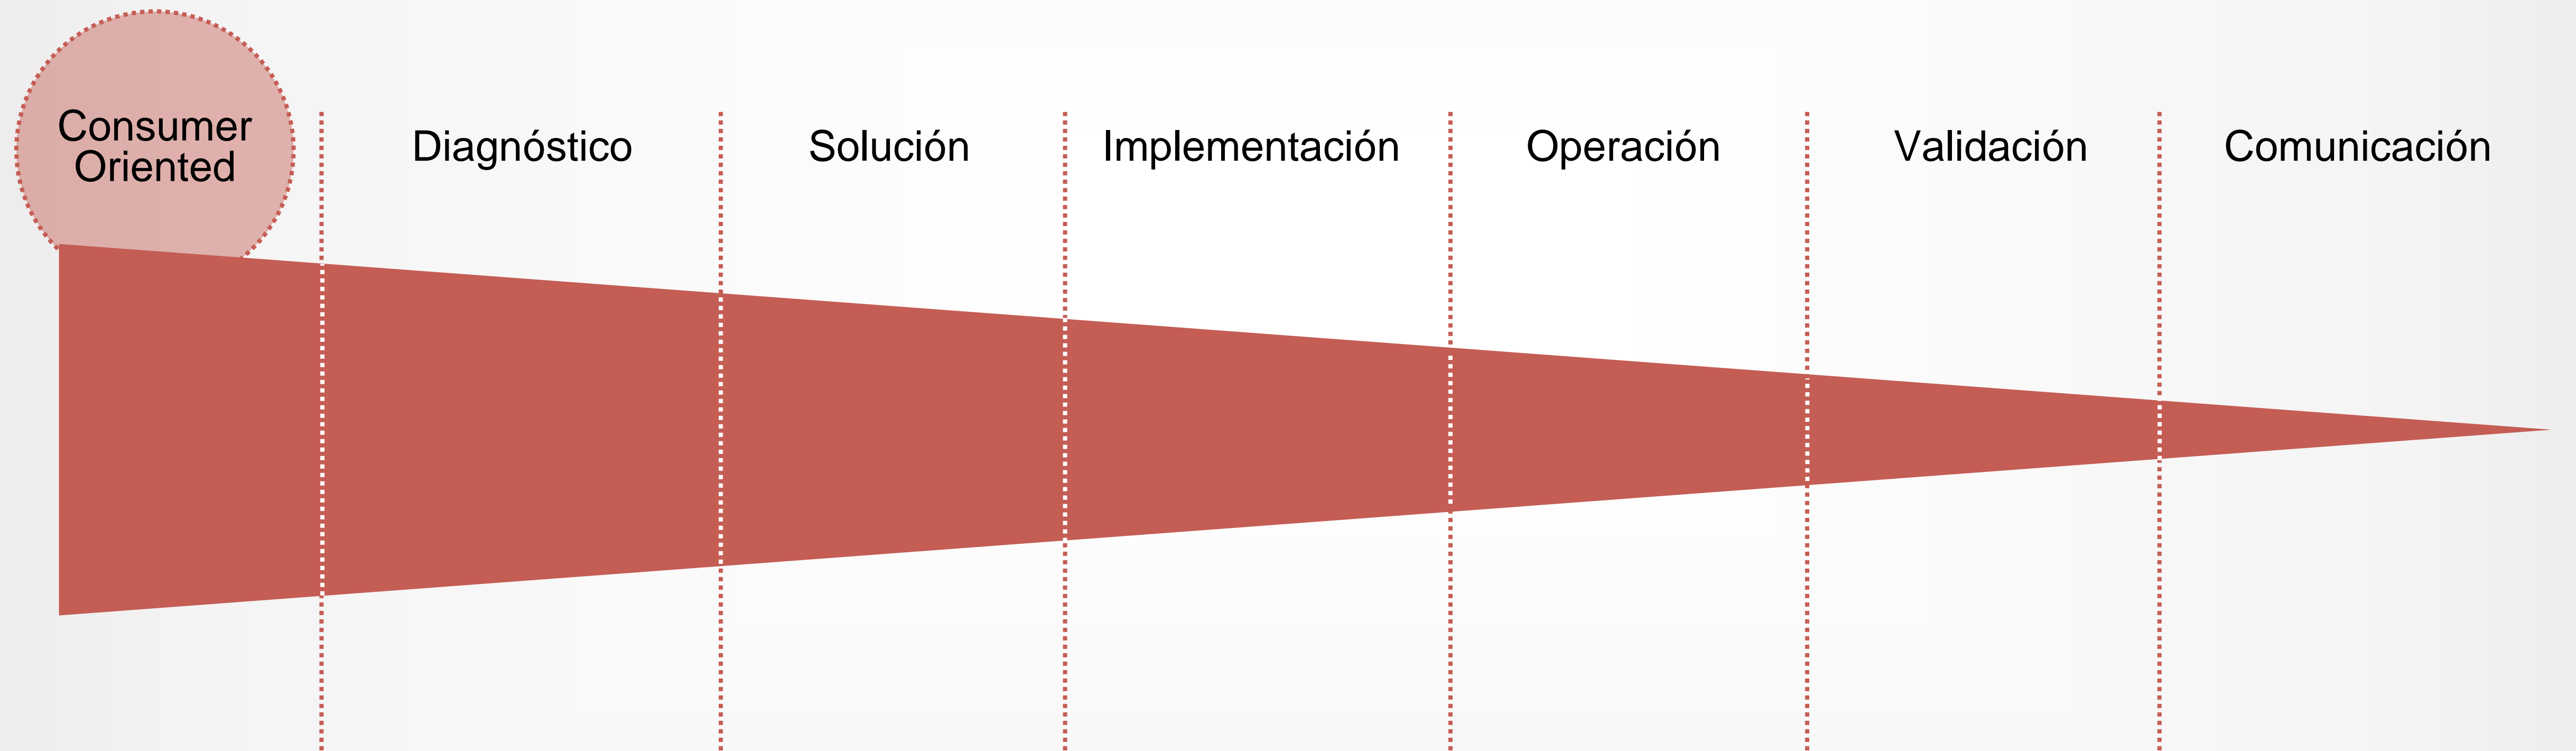 Consumer
Oriented
Diagnóstico
Solución
Implementación
Operación
Validación
Comunicación